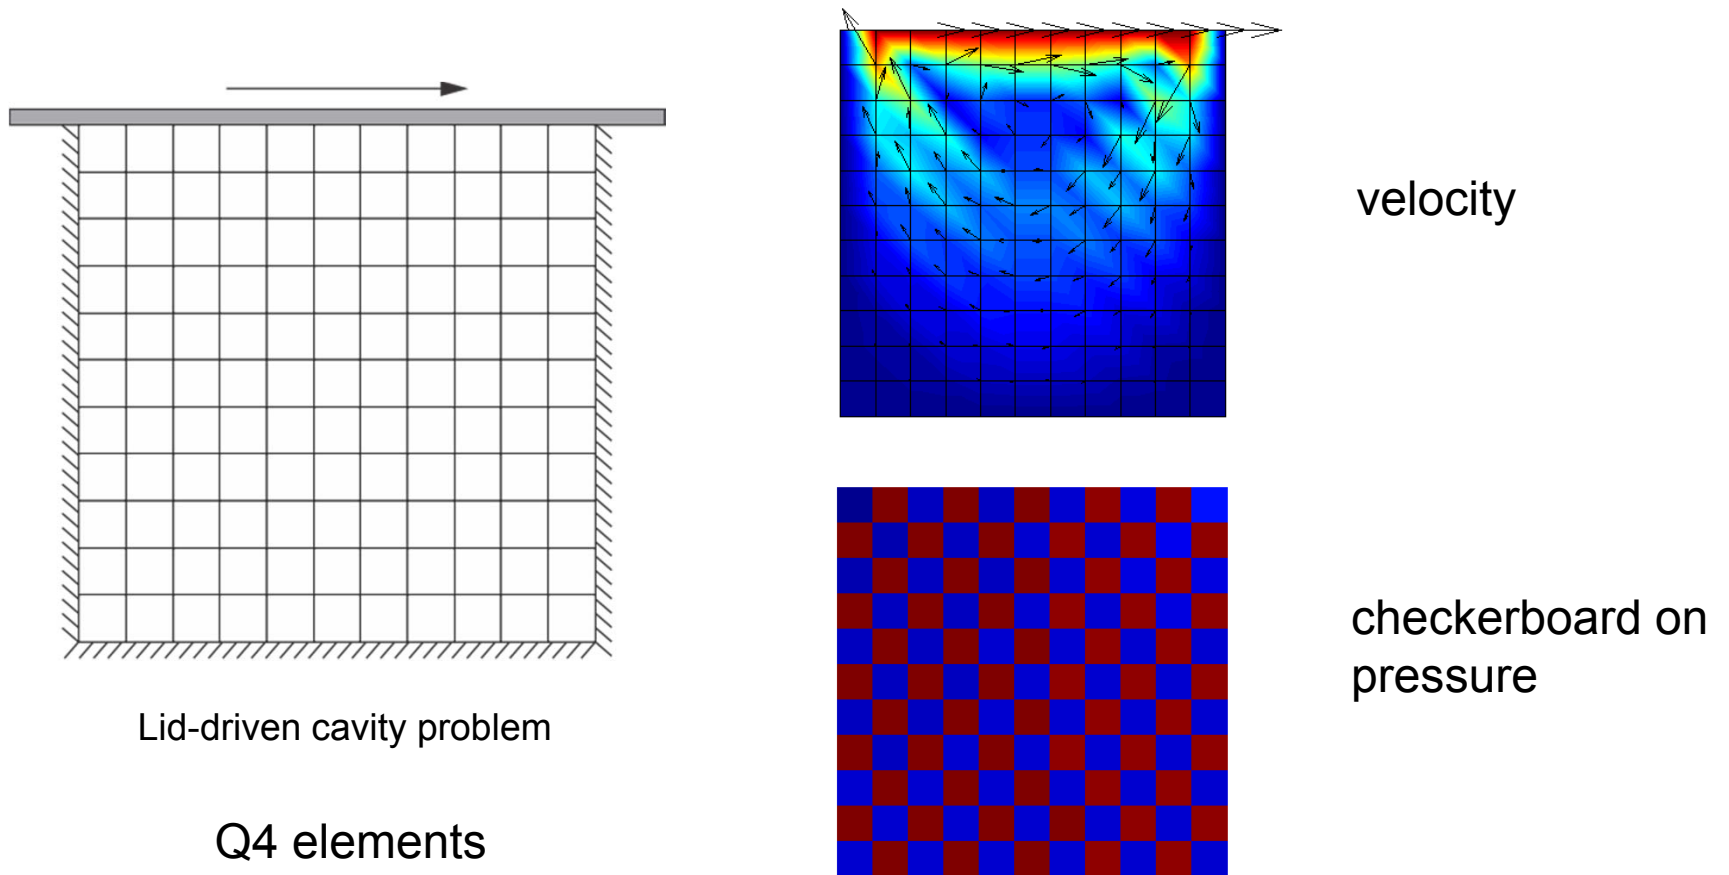 velocity
checkerboard on
pressure
Lid-driven cavity problem
Q4 elements